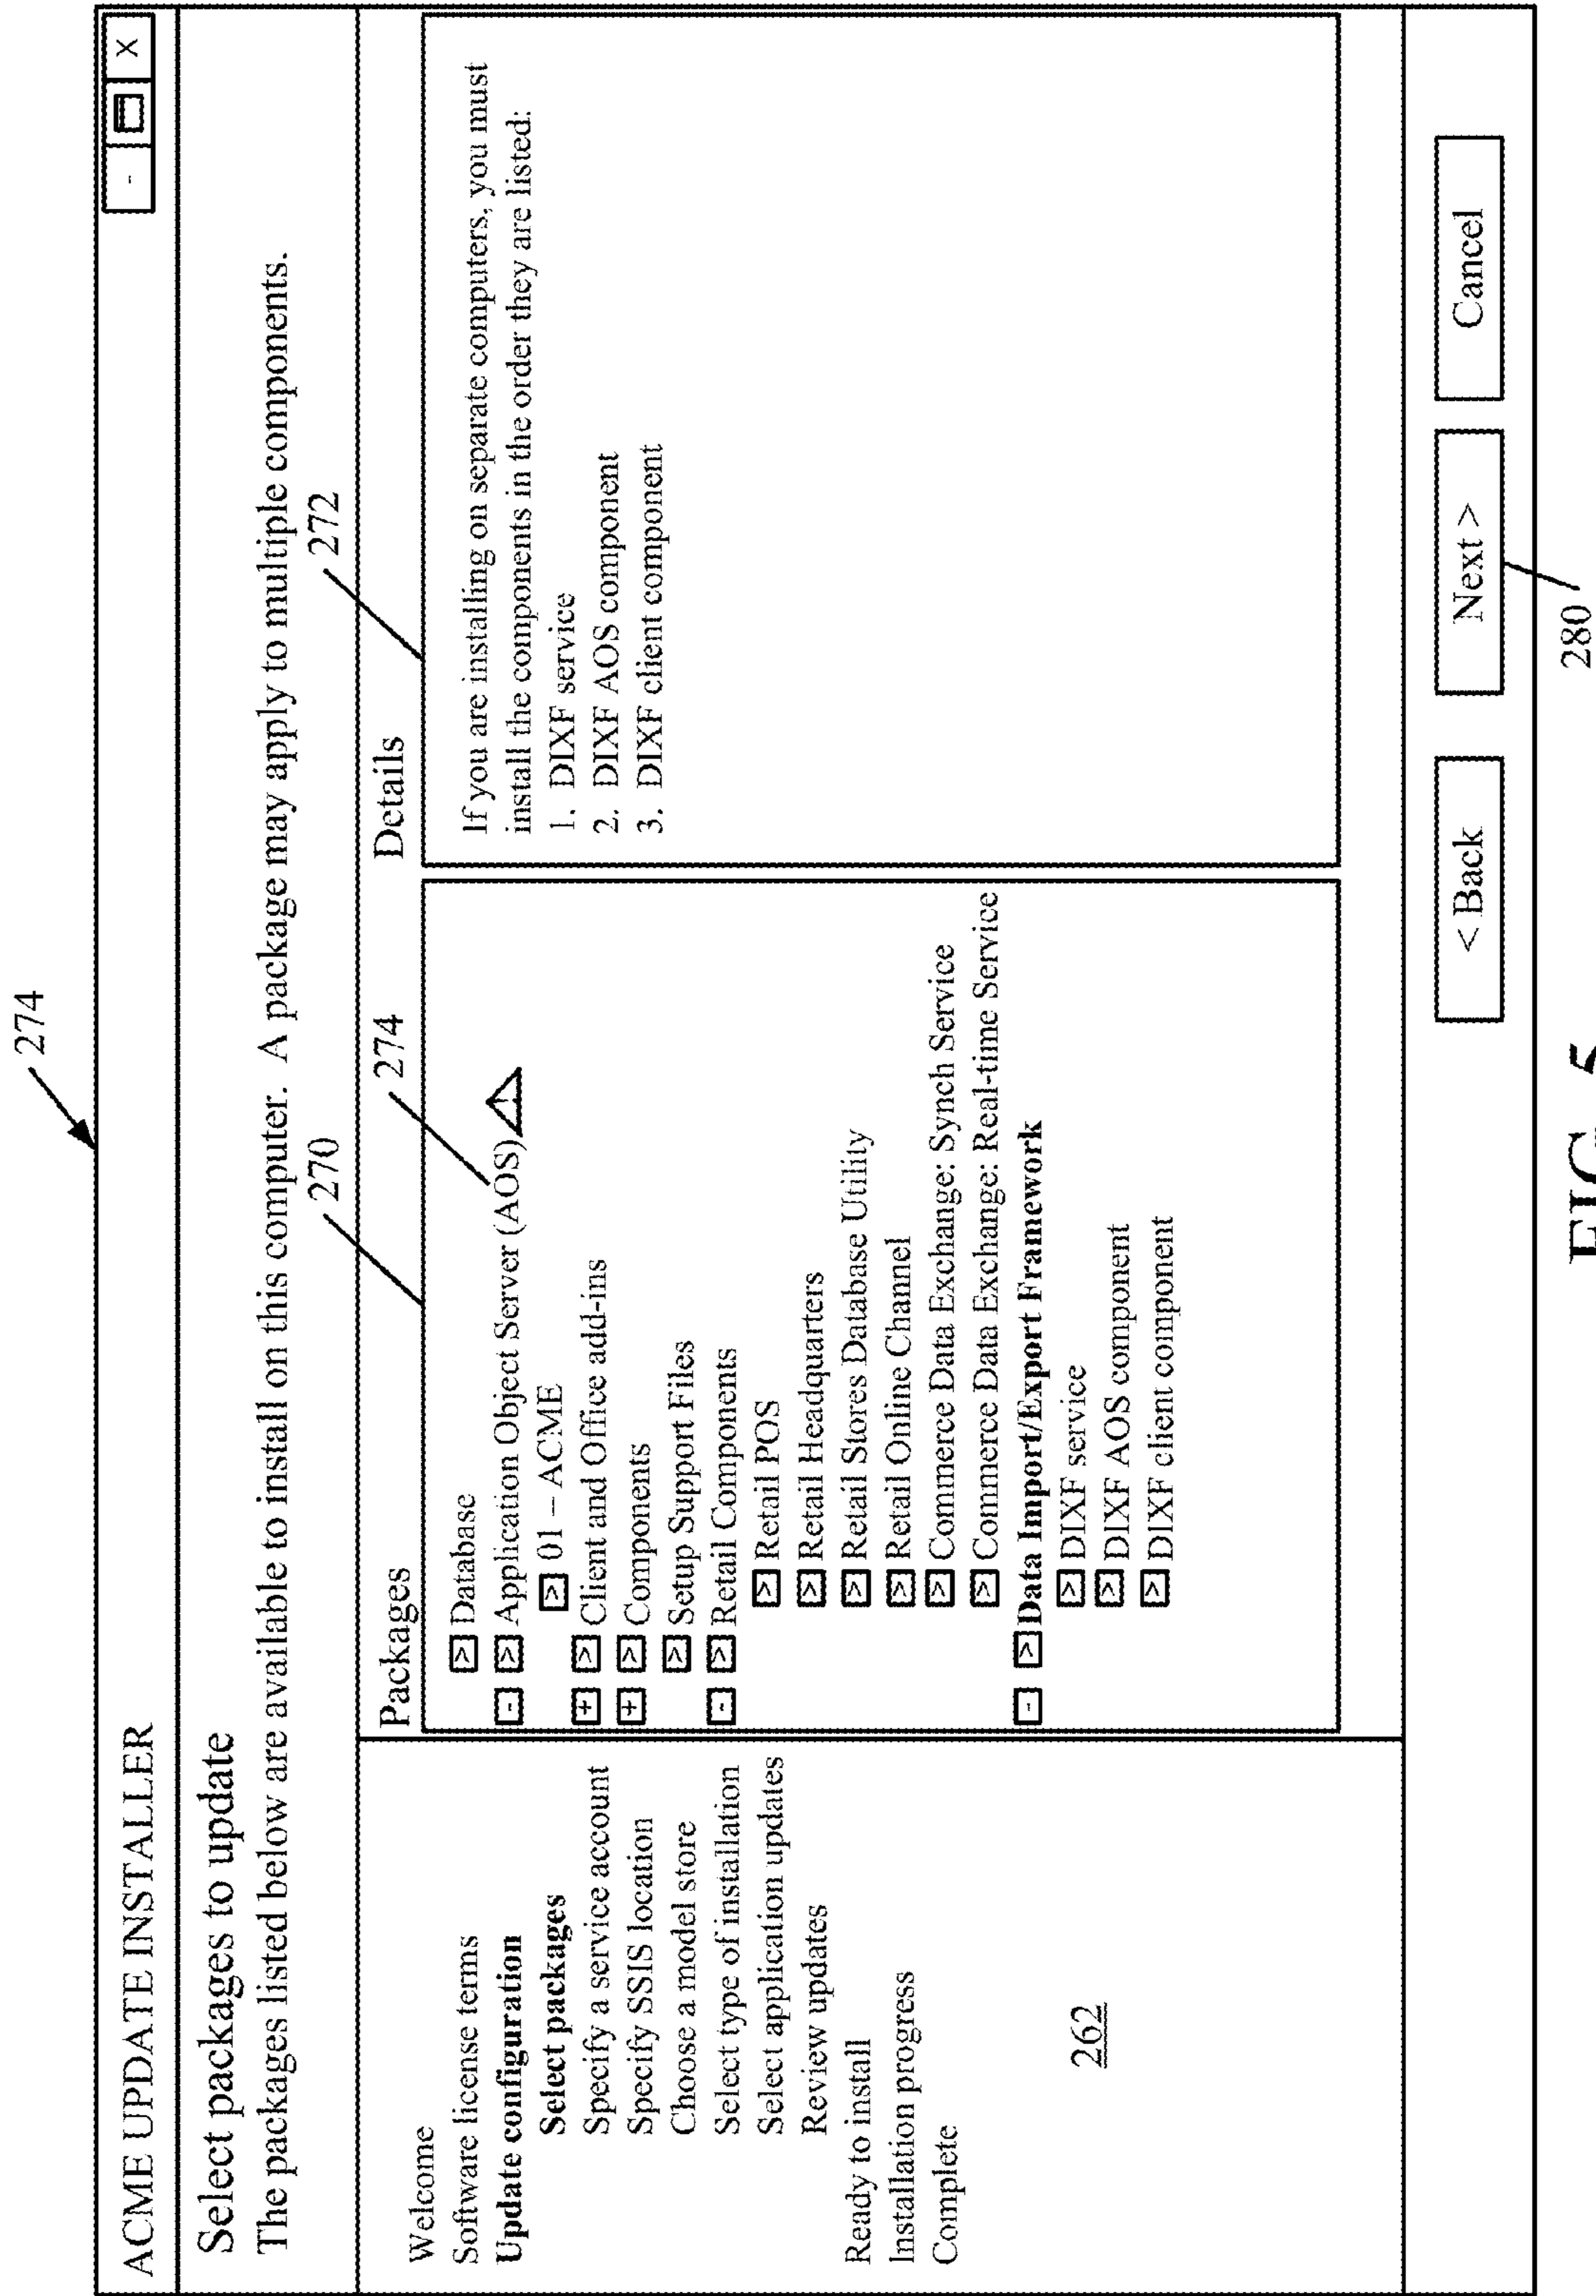 274
ACME UPDATE INSTALLER
- X
Select packages to update
The packages listed below are available to install on this computer. A package may apply to multiple components.
270
274
272
Welcome
Software license terms
Update configuration
Select packages
Specify a service account
Specify SSIS location
Choose a model store
Select type of installation
Select application updates
Review updates
Ready to install
Installation progress
Complete
262
Packages
> Database
- > Application Object Server (AOS)
> 01 – ACME
+ > Client and Office add-ins
+ > Components
> Setup Support Files
- > Retail Components
> Retail POS
> Retail Headquarters
> Retail Stores Database Utility
> Retail Online Channel
> Commerce Data Exchange: Synch Service
> Commerce Data Exchange: Real-time Service
- > Data Import/Export Framework
> DIXF service
> DIXF AOS component
> DIXF client component
Details
If you are installing on separate computers, you must
install the components in the order they are listed:
1. DIXF service
2. DIXF AOS component
3. DIXF client component
< Back
Next >
Cancel
280